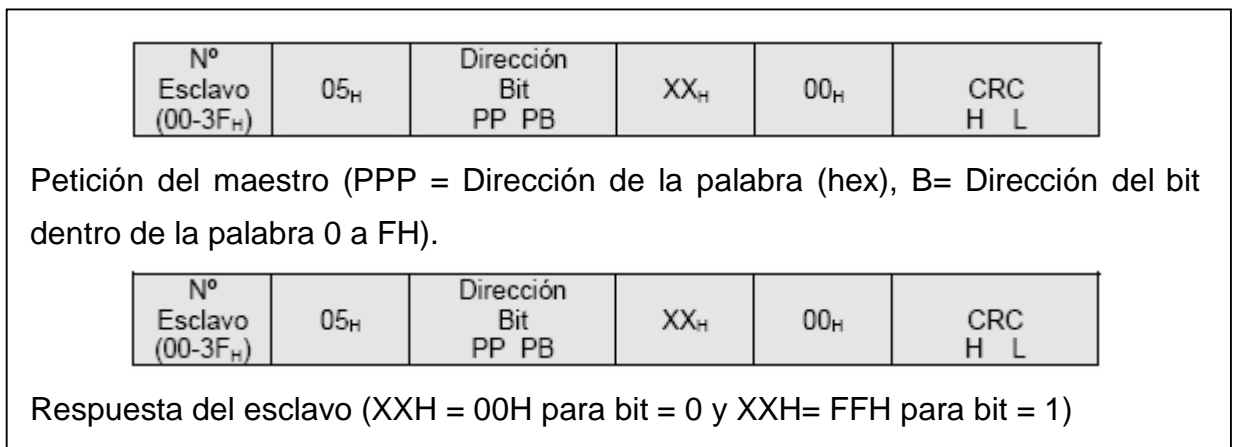 Nº Esclavo (00-3FH) 05H Dirección Bit PP PB XXH 00H CRC H L
Petición del maestro (PPP = Dirección de la palabra (hex), B= Dirección del bit
dentro de la palabra 0 a FH).
Nº Esclavo (00-3FH) 05H Dirección Bit PP PB XXH 00H CRC H L
Respuesta del esclavo (XXH = 00H para bit = 0 y XXH= FFH para bit = 1)